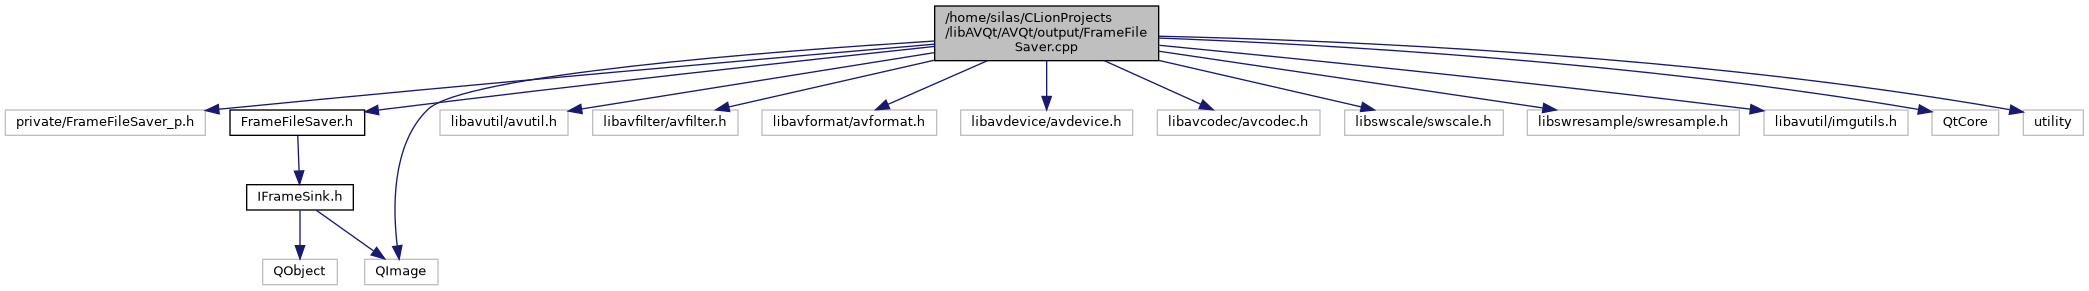 /home/silas/CLionProjects
/libAVQt/AVQt/output/FrameFile
Saver.cpp
private/FrameFileSaver_p.h
FrameFileSaver.h
libavutil/avutil.h
libavfilter/avfilter.h
libavformat/avformat.h
libavdevice/avdevice.h
libavcodec/avcodec.h
libswscale/swscale.h
libswresample/swresample.h
libavutil/imgutils.h
QtCore
utility
IFrameSink.h
QObject
QImage